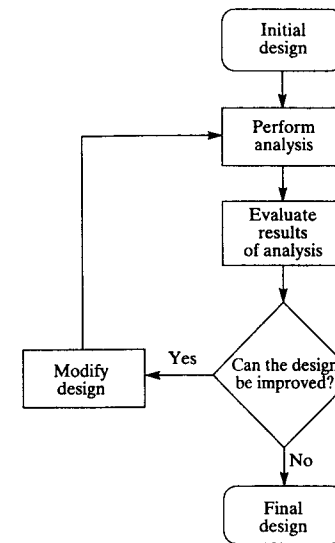 Initial
design
Perform
analysis
Evaluate
results
of analysis
Can the design
be improved?
Yes
Modify
design
No
Final
design